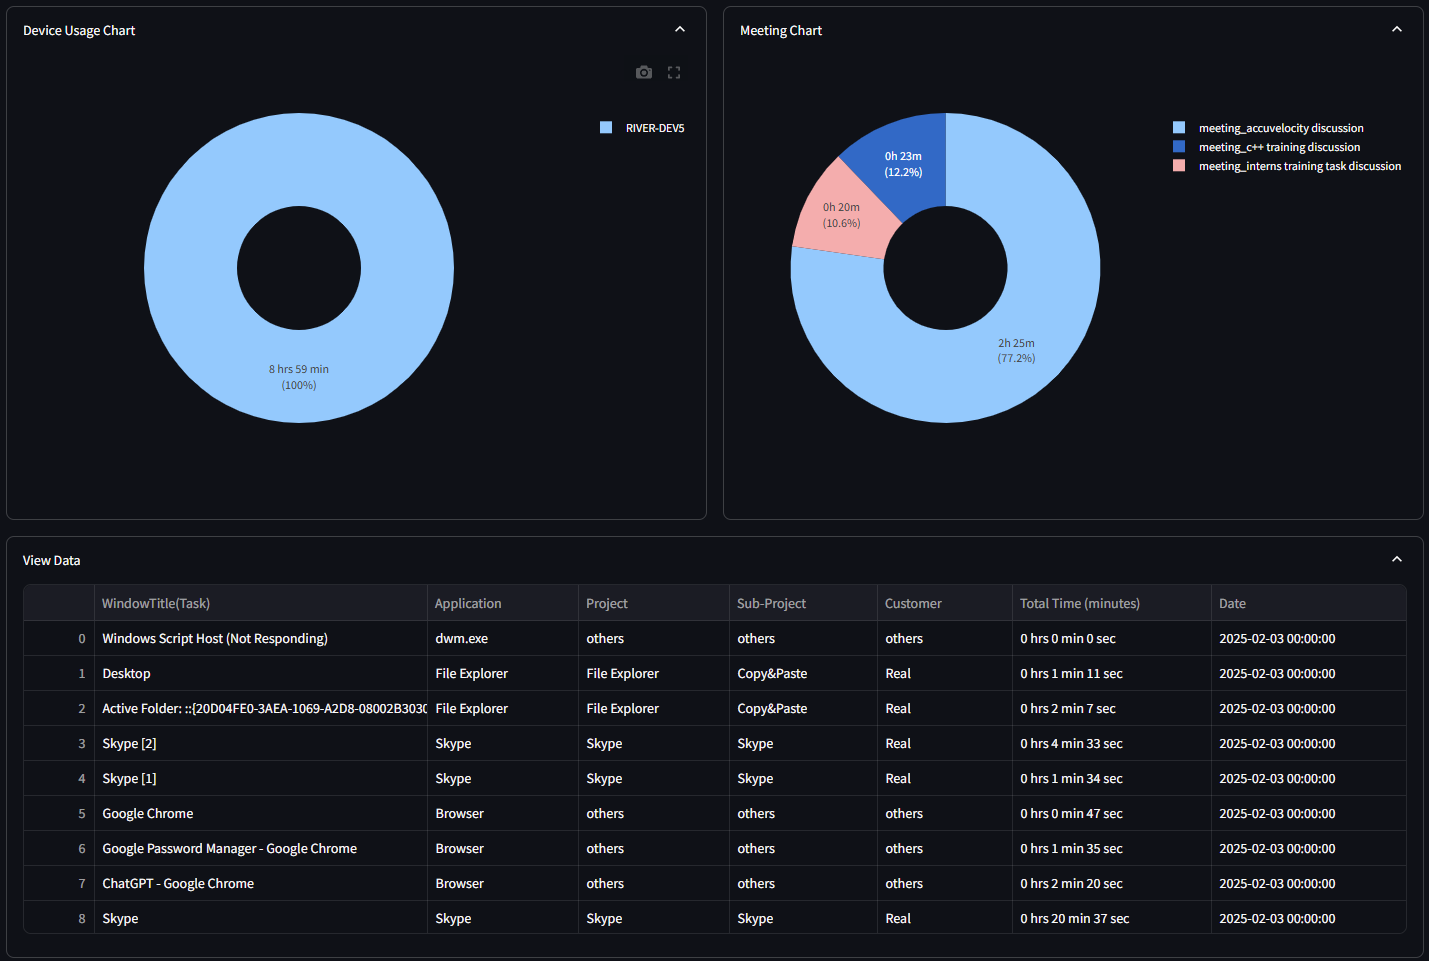 Device Usage Chart
RIVER-DEV5
8 hrs 59 min
(100%)
Meeting Chart
meeting_accuvelocity discussion
meeting_c++ training discussion
meeting_interns training task discussion
0h 23m
(12.2%)
0h 20m
(10.6%)
2h 25m
(77.2%)
View Data
WindowTitle(Task) Application Project Sub-Project Customer Total Time (minutes) Date
0 Windows Script Host (Not Responding) dwm.exe others others others 0 hrs 0 min 0 sec 2025-02-03 00:00:00
1 Desktop File Explorer File Explorer Copy&Paste Real 0 hrs 1 min 11 sec 2025-02-03 00:00:00
2 Active Folder: ::{20D04FE0-3AEA-1069-A2D8-08002B3030 File Explorer File Explorer Copy&Paste Real 0 hrs 2 min 7 sec 2025-02-03 00:00:00
3 Skype [2] Skype Skype Skype Real 0 hrs 4 min 33 sec 2025-02-03 00:00:00
4 Skype [1] Skype Skype Skype Real 0 hrs 1 min 34 sec 2025-02-03 00:00:00
5 Google Chrome Browser others others others 0 hrs 0 min 47 sec 2025-02-03 00:00:00
6 Google Password Manager - Google Chrome Browser others others others 0 hrs 1 min 35 sec 2025-02-03 00:00:00
7 ChatGPT - Google Chrome Browser others others others 0 hrs 2 min 20 sec 2025-02-03 00:00:00
8 Skype Skype Skype Skype Real 0 hrs 20 min 37 sec 2025-02-03 00:00:00